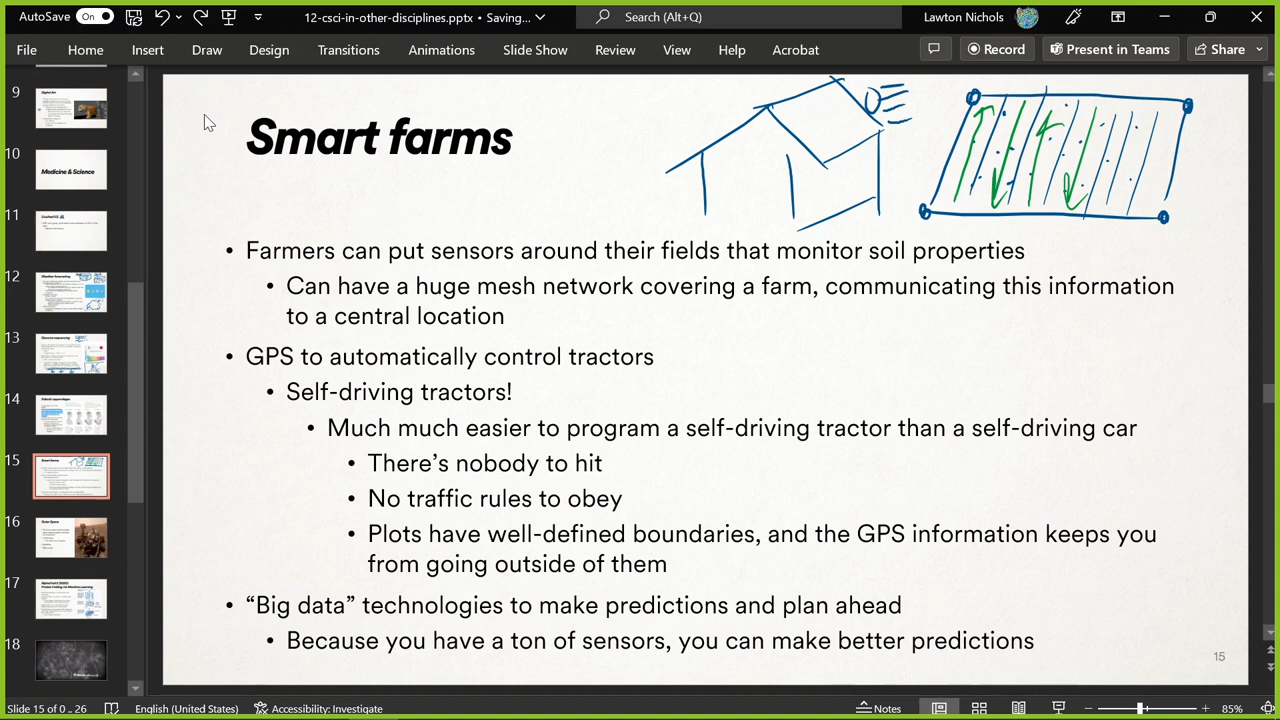 AutoSave On 12-csci-in-other-disciplines.pptx • Saving... Search (Alt+Q) Lawton Nichols
File Home Insert Draw Design Transitions Animations Slide Show Review View Help Acrobat Record Present in Teams Share
9
10
Medicine & Science
11
12
13
14
15
16
17
18
Smart farms
• Farmers can put sensors around their fields that monitor soil properties
• Can have a huge mesh network covering a farm, communicating this information
to a central location
• GPS to automatically control tractors
• Self-driving tractors!
• Much much easier to program a self-driving tractor than a self-driving car
• There's nobody to hit
• No traffic rules to obey
• Plots have well-defined boundaries, and the GPS information keeps you
from going outside of them
• “Big data” technologies to make predictions and plan ahead
• Because you have a ton of sensors, you can make better predictions
15
Slide 15 of 0 .. 26 English (United States) Accessibility: Investigate Notes 85%